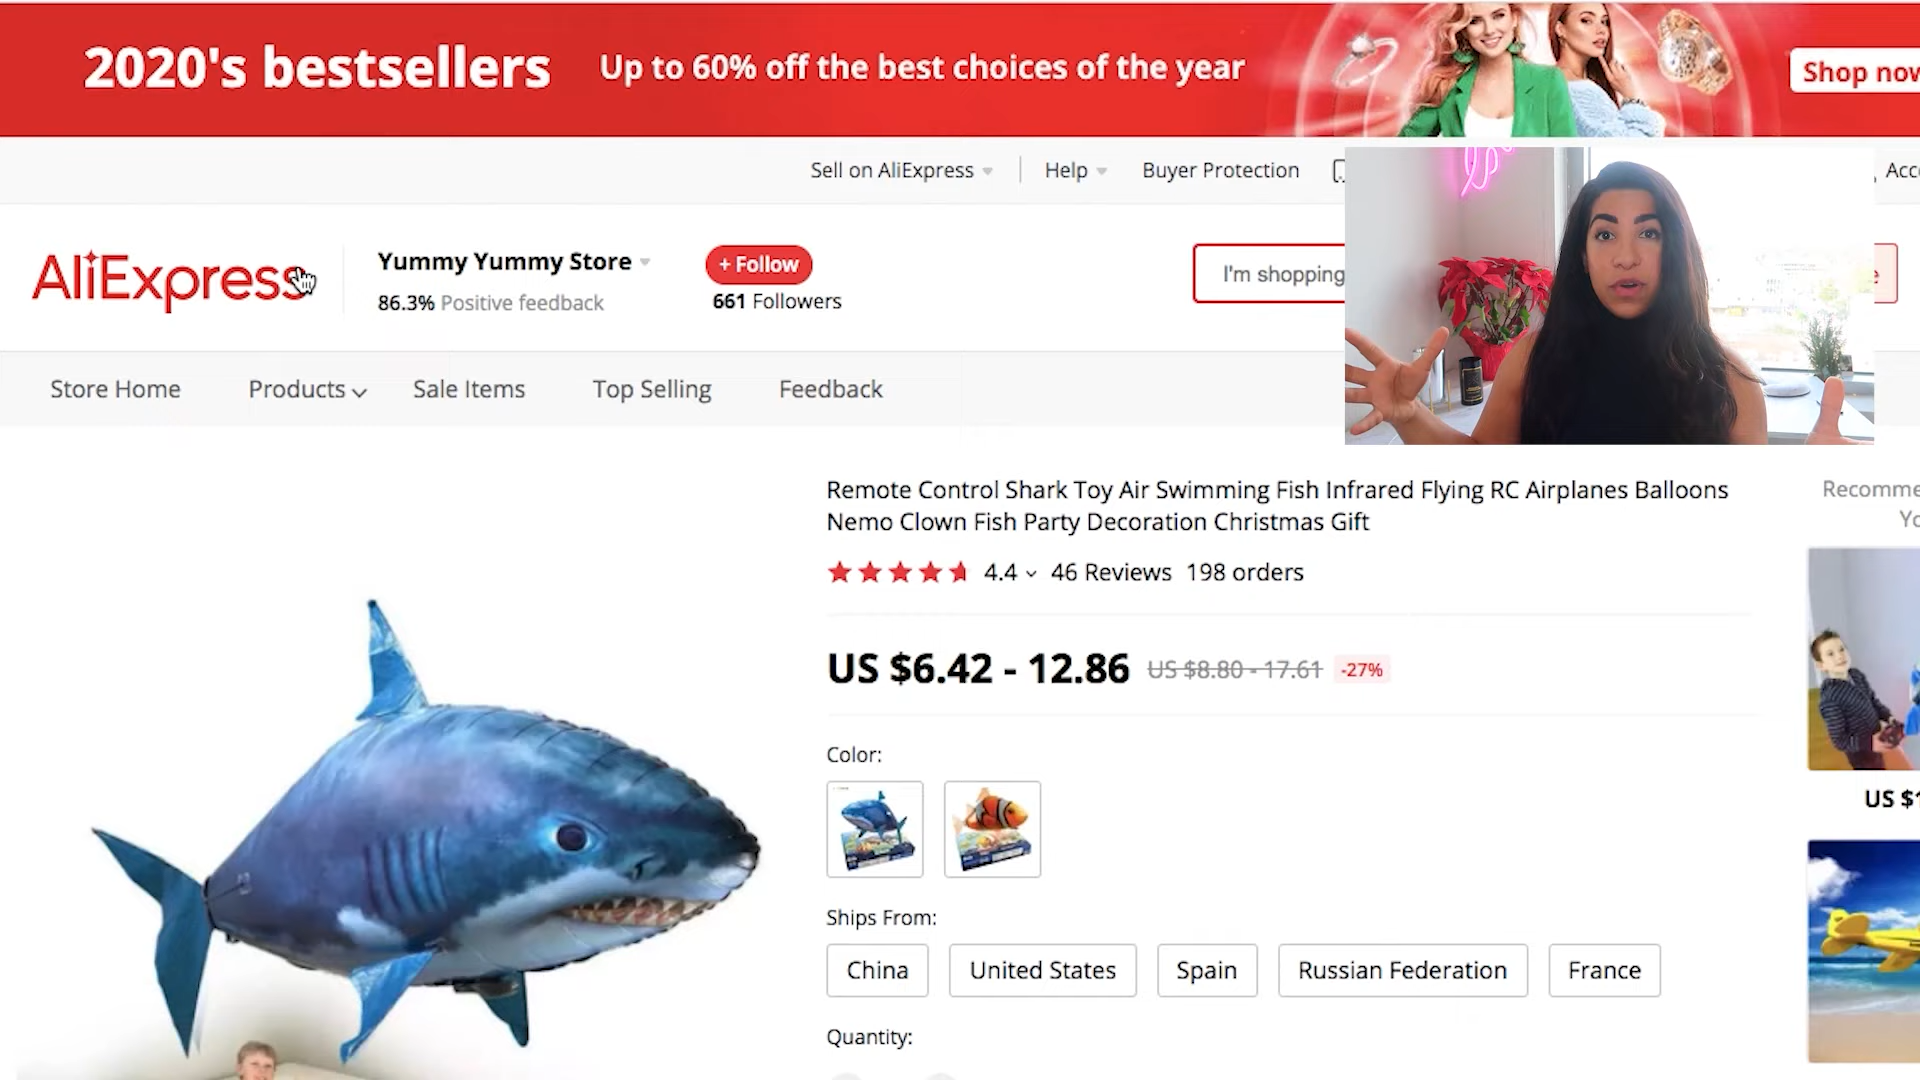 2020's bestsellers
Up to 60% off the best choices of the year
Shop now
Sell on AliExpress
Help
Buyer Protection
AliExpress
Yummy Yummy Store
86.3% Positive feedback
+ Follow
661 Followers
I'm shopping
Store Home
Products
Sale Items
Top Selling
Feedback
Remote Control Shark Toy Air Swimming Fish Infrared Flying RC Airplanes Balloons
Nemo Clown Fish Party Decoration Christmas Gift
4.4
46 Reviews
198 orders
US $6.42 - 12.86
US $8.80 - 17.61
-27%
Color:
Ships From:
China
United States
Spain
Russian Federation
France
Quantity:
US $1